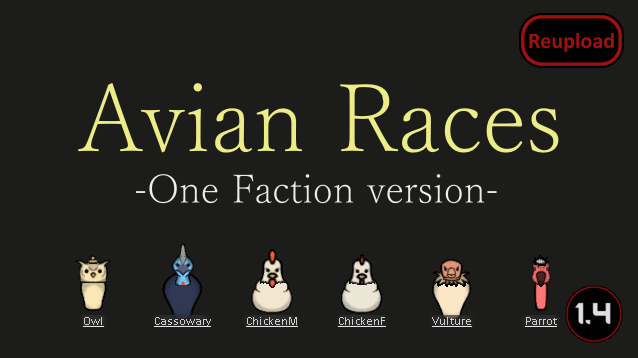 Reupload
Avian Races
-One Faction version-
Owl Cassowary ChickenM ChickenF Vulture Parrot
1.4